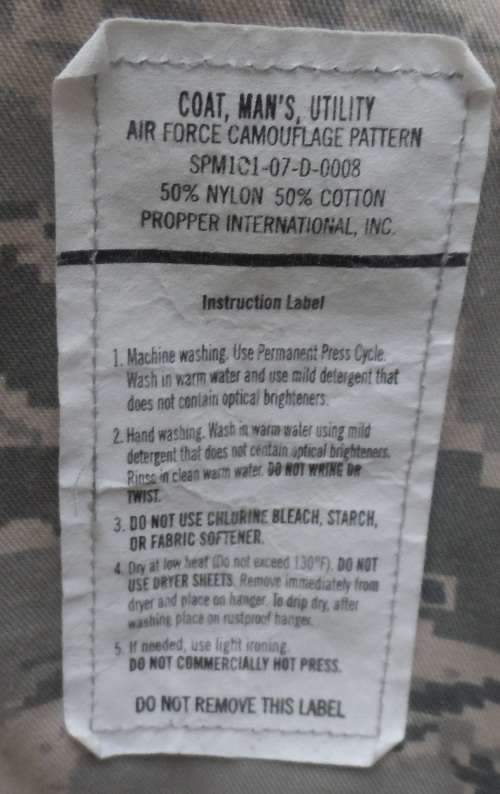 COAT, MAN'S, UTILITY
AIR FORCE CAMOUFLAGE PATTERN
SPM1C1-07-D-0008
50% NYLON 50% COTTON
PROPPER INTERNATIONAL, INC.
Instruction Label
1. Machine washing. Use Permanent Press Cycle.
Wash in warm water and use mild detergent that
does not contain optical brighteners.
2. Hand washing. Wash in warm water using mild
detergent that does not contain optical brighteners.
Rinse in clean warm water. DO NOT WRING OR
TWIST.
3. DO NOT USE CHLORINE BLEACH, STARCH,
OR FABRIC SOFTENER.
4. Dry at low heat (Do not exceed 130°F). DO NOT
USE DRYER SHEETS. Remove immediately from
dryer and place on hanger. To drip dry, after
washing place on rustproof hanger.
5. If needed, use light ironing.
DO NOT COMMERCIALLY HOT PRESS.
DO NOT REMOVE THIS LABEL